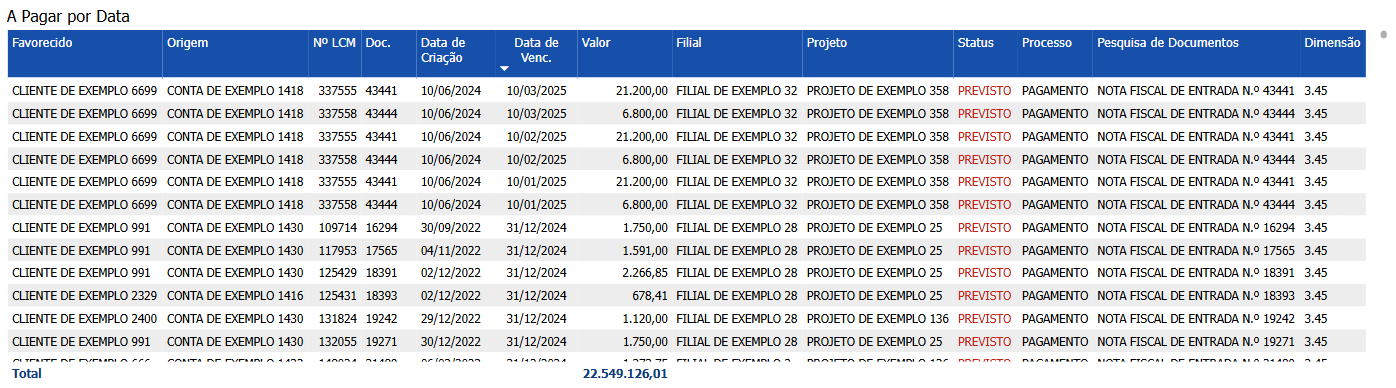 A Pagar por Data
Favorecido Origem Nº LCM Doc. Data de Criação Data de Venc. Valor Filial Projeto Status Processo Pesquisa de Documentos Dimensão
CLIENTE DE EXEMPLO 6699 CONTA DE EXEMPLO 1418 337555 43441 10/06/2024 10/03/2025 21.200,00 FILIAL DE EXEMPLO 32 PROJETO DE EXEMPLO 358 PREVISTO PAGAMENTO NOTA FISCAL DE ENTRADA N.º 43441 3.45
CLIENTE DE EXEMPLO 6699 CONTA DE EXEMPLO 1418 337558 43444 10/06/2024 10/03/2025 6.800,00 FILIAL DE EXEMPLO 32 PROJETO DE EXEMPLO 358 PREVISTO PAGAMENTO NOTA FISCAL DE ENTRADA N.º 43444 3.45
CLIENTE DE EXEMPLO 6699 CONTA DE EXEMPLO 1418 337555 43441 10/06/2024 10/02/2025 21.200,00 FILIAL DE EXEMPLO 32 PROJETO DE EXEMPLO 358 PREVISTO PAGAMENTO NOTA FISCAL DE ENTRADA N.º 43441 3.45
CLIENTE DE EXEMPLO 6699 CONTA DE EXEMPLO 1418 337558 43444 10/06/2024 10/02/2025 6.800,00 FILIAL DE EXEMPLO 32 PROJETO DE EXEMPLO 358 PREVISTO PAGAMENTO NOTA FISCAL DE ENTRADA N.º 43444 3.45
CLIENTE DE EXEMPLO 6699 CONTA DE EXEMPLO 1418 337555 43441 10/06/2024 10/01/2025 21.200,00 FILIAL DE EXEMPLO 32 PROJETO DE EXEMPLO 358 PREVISTO PAGAMENTO NOTA FISCAL DE ENTRADA N.º 43441 3.45
CLIENTE DE EXEMPLO 6699 CONTA DE EXEMPLO 1418 337558 43444 10/06/2024 10/01/2025 6.800,00 FILIAL DE EXEMPLO 32 PROJETO DE EXEMPLO 358 PREVISTO PAGAMENTO NOTA FISCAL DE ENTRADA N.º 43444 3.45
CLIENTE DE EXEMPLO 991 CONTA DE EXEMPLO 1430 109714 16294 30/09/2022 31/12/2024 1.750,00 FILIAL DE EXEMPLO 28 PROJETO DE EXEMPLO 25 PREVISTO PAGAMENTO NOTA FISCAL DE ENTRADA N.º 16294 3.45
CLIENTE DE EXEMPLO 991 CONTA DE EXEMPLO 1430 117953 17565 04/11/2022 31/12/2024 1.591,00 FILIAL DE EXEMPLO 28 PROJETO DE EXEMPLO 25 PREVISTO PAGAMENTO NOTA FISCAL DE ENTRADA N.º 17565 3.45
CLIENTE DE EXEMPLO 991 CONTA DE EXEMPLO 1430 125429 18391 02/12/2022 31/12/2024 2.266,85 FILIAL DE EXEMPLO 28 PROJETO DE EXEMPLO 25 PREVISTO PAGAMENTO NOTA FISCAL DE ENTRADA N.º 18391 3.45
CLIENTE DE EXEMPLO 2329 CONTA DE EXEMPLO 1416 125431 18393 02/12/2022 31/12/2024 678,41 FILIAL DE EXEMPLO 28 PROJETO DE EXEMPLO 25 PREVISTO PAGAMENTO NOTA FISCAL DE ENTRADA N.º 18393 3.45
CLIENTE DE EXEMPLO 2400 CONTA DE EXEMPLO 1430 131824 19242 29/12/2022 31/12/2024 1.120,00 FILIAL DE EXEMPLO 28 PROJETO DE EXEMPLO 136 PREVISTO PAGAMENTO NOTA FISCAL DE ENTRADA N.º 19242 3.45
CLIENTE DE EXEMPLO 991 CONTA DE EXEMPLO 1430 132055 19271 30/12/2022 31/12/2024 1.750,00 FILIAL DE EXEMPLO 28 PROJETO DE EXEMPLO 25 PREVISTO PAGAMENTO NOTA FISCAL DE ENTRADA N.º 19271 3.45
Total 22.549.126,01